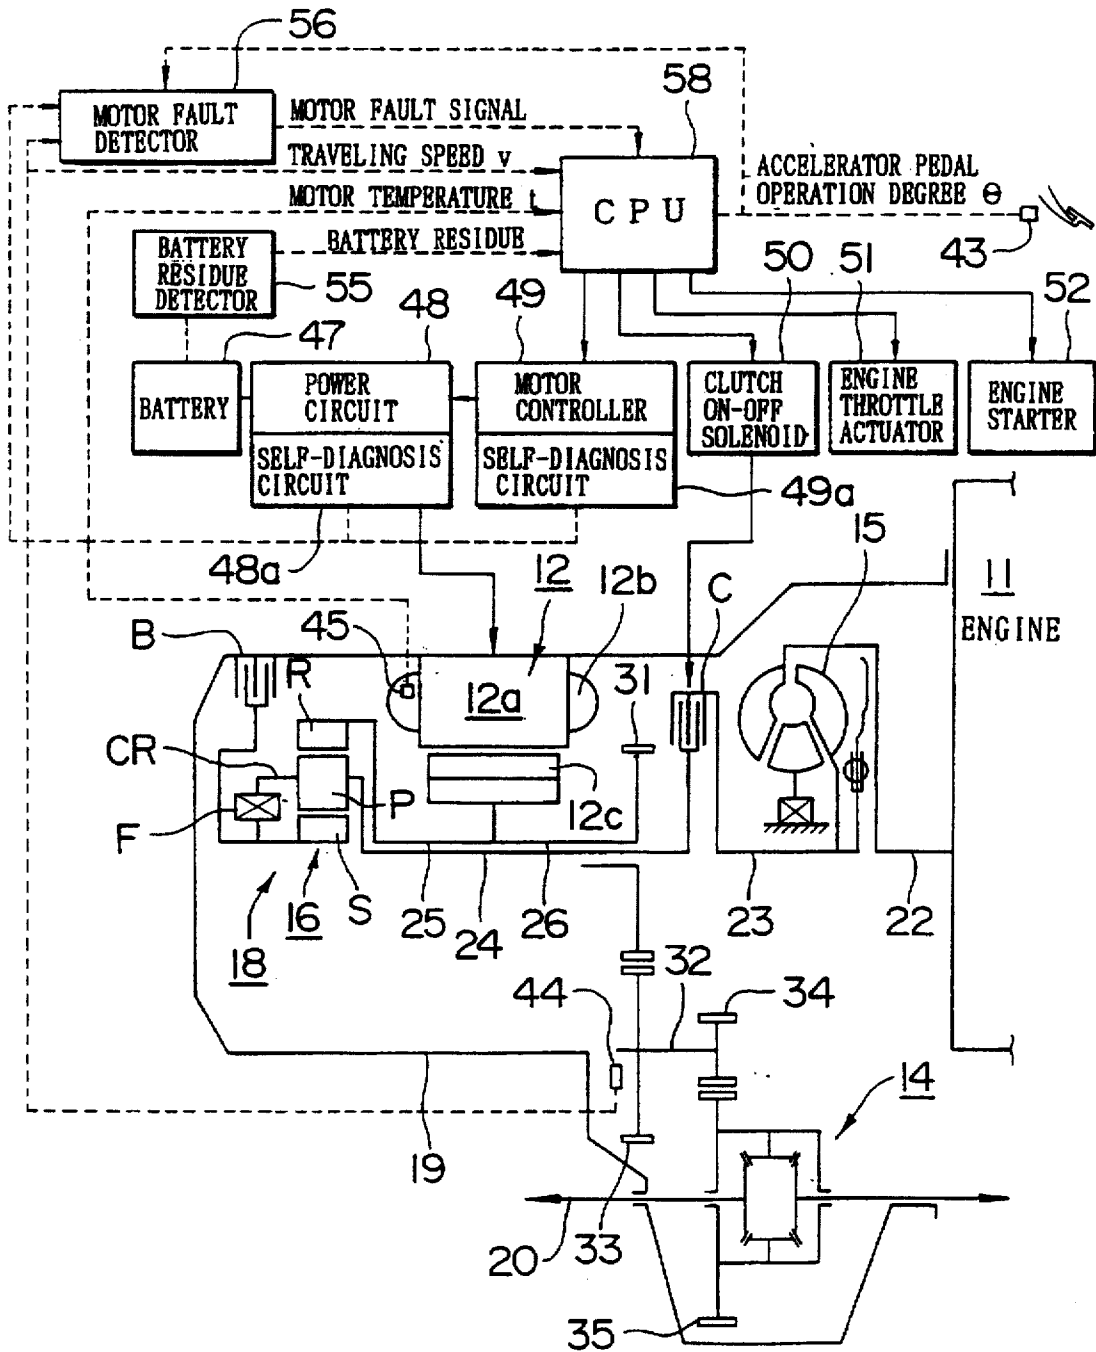 56
58
MOTOR FAULT
DETECTOR
MOTOR FAULT SIGNAL
TRAVELING SPEED v
MOTOR TEMPERATURE t
BATTERY RESIDUE
CPU
ACCELERATOR PEDAL
OPERATION DEGREE Θ
43
BATTERY
RESIDUE
DETECTOR
55
47
48
49
50
51
52
BATTERY
POWER
CIRCUIT
MOTOR
CONTROLLER
CLUTCH
ON-OFF
SOLENOID
ENGINE
THROTTLE
ACTUATOR
ENGINE
STARTER
SELF-DIAGNOSIS
CIRCUIT
SELF-DIAGNOSIS
CIRCUIT
48a
49a
12
12b
C
15
11
ENGINE
B
45
R
12a
31
CR
P
12c
F
18
16
S
25
24
26
23
22
44
32
34
14
19
20
33
35